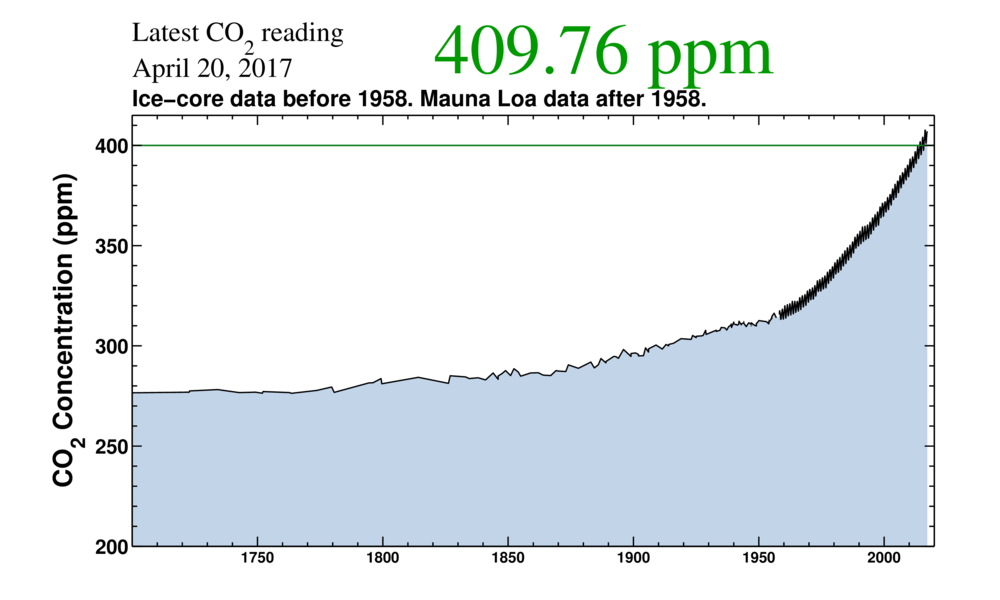 Latest CO2 reading
April 20, 2017
409.76 ppm
Ice–core data before 1958. Mauna Loa data after 1958.
CO2 Concentration (ppm)
400
350
300
250
200
1750 1800 1850 1900 1950 2000